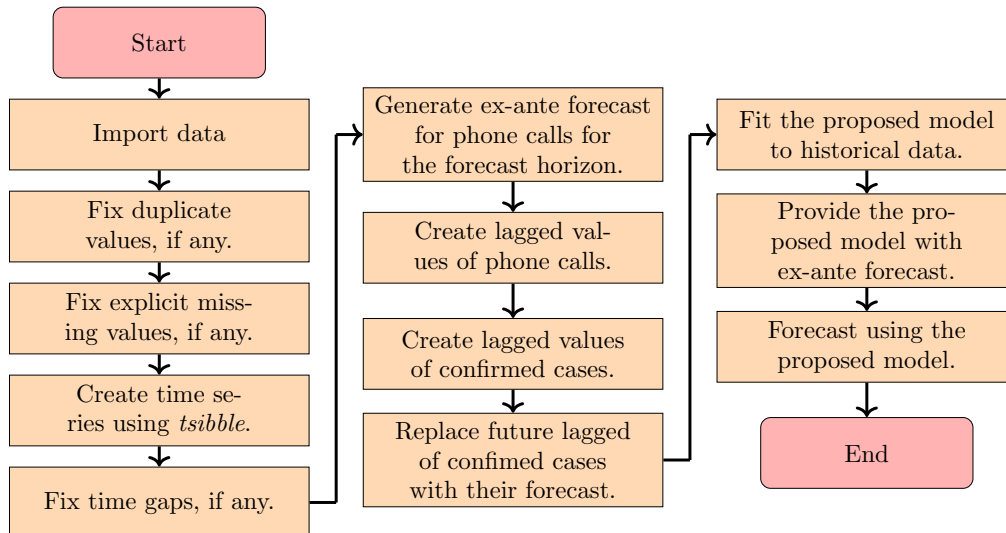 Start
Import data
Fix duplicate
values, if any.
Fix explicit miss-
ing values, if any.
Create time se-
ries using tsibble.
Fix time gaps, if any.
Generate ex-ante forecast
for phone calls for
the forecast horizon.
Create lagged val-
ues of phone calls.
Create lagged values
of confirmed cases.
Replace future lagged
of confimed cases
with their forecast.
Fit the proposed model
to historical data.
Provide the pro-
posed model with
ex-ante forecast.
Forecast using the
proposed model.
End